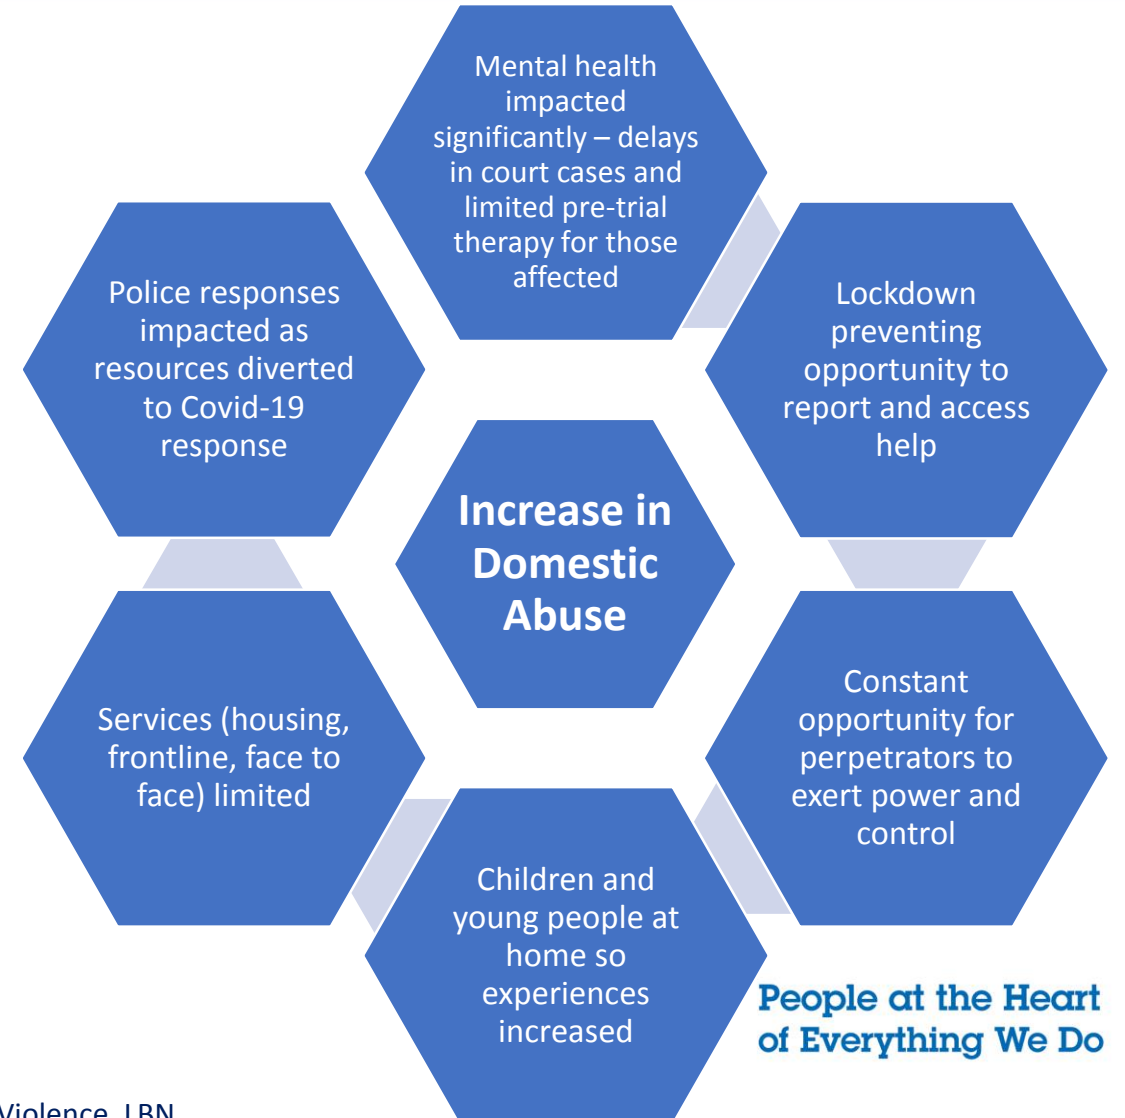 Mental health
impacted
significantly – delays
in court cases and
limited pre-trial
therapy for those
affected
Lockdown
preventing
opportunity to
report and access
help
Constant
opportunity for
perpetrators to
exert power and
control
Children and
young people at
home so
experiences
increased
Services (housing,
frontline, face to
face) limited
Police responses
impacted as
resources diverted
to Covid-19
response
Increase in
Domestic
Abuse
People at the Heart
of Everything We Do
Violence, LBN